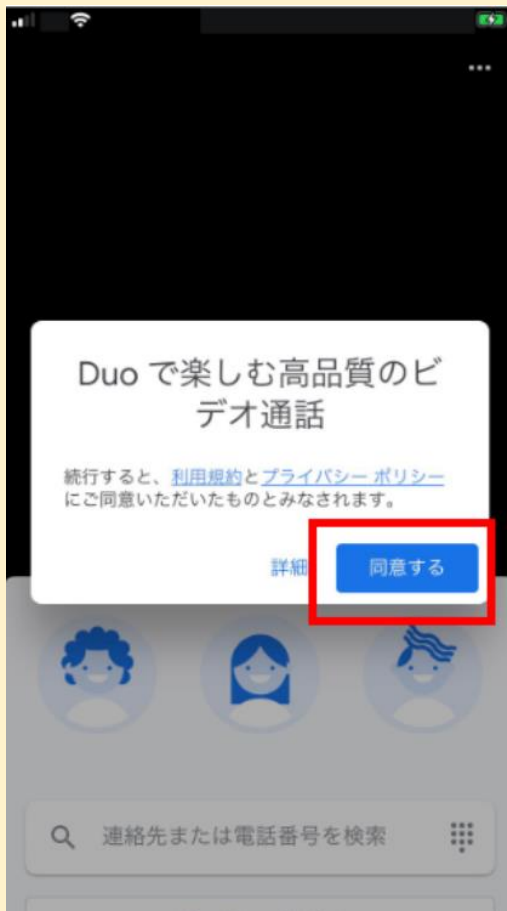 Duo で楽しむ高品質のビ
デオ通話
続行すると、利用規約とプライバシー ポリシー
にご同意いただいたものとみなされます。
詳細
同意する
連絡先または電話番号を検索